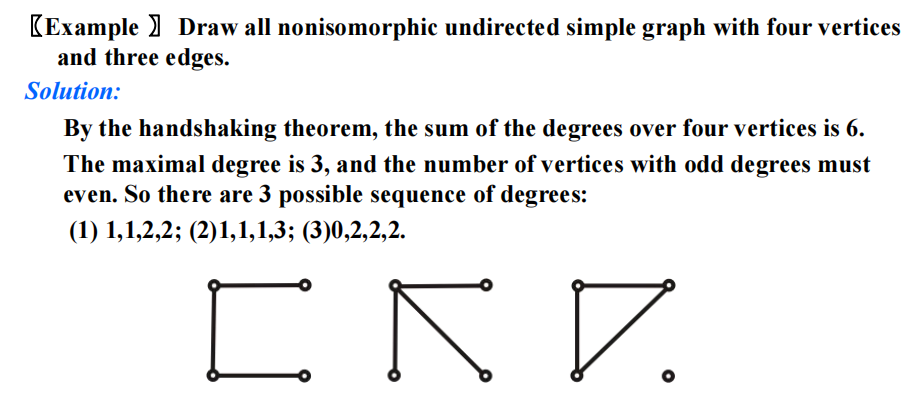 〖Example 〗 Draw all nonisomorphic undirected simple graph with four vertices
and three edges.
Solution:
By the handshaking theorem, the sum of the degrees over four vertices is 6.
The maximal degree is 3, and the number of vertices with odd degrees must
even. So there are 3 possible sequence of degrees:
(1) 1,1,2,2; (2)1,1,1,3; (3)0,2,2,2.